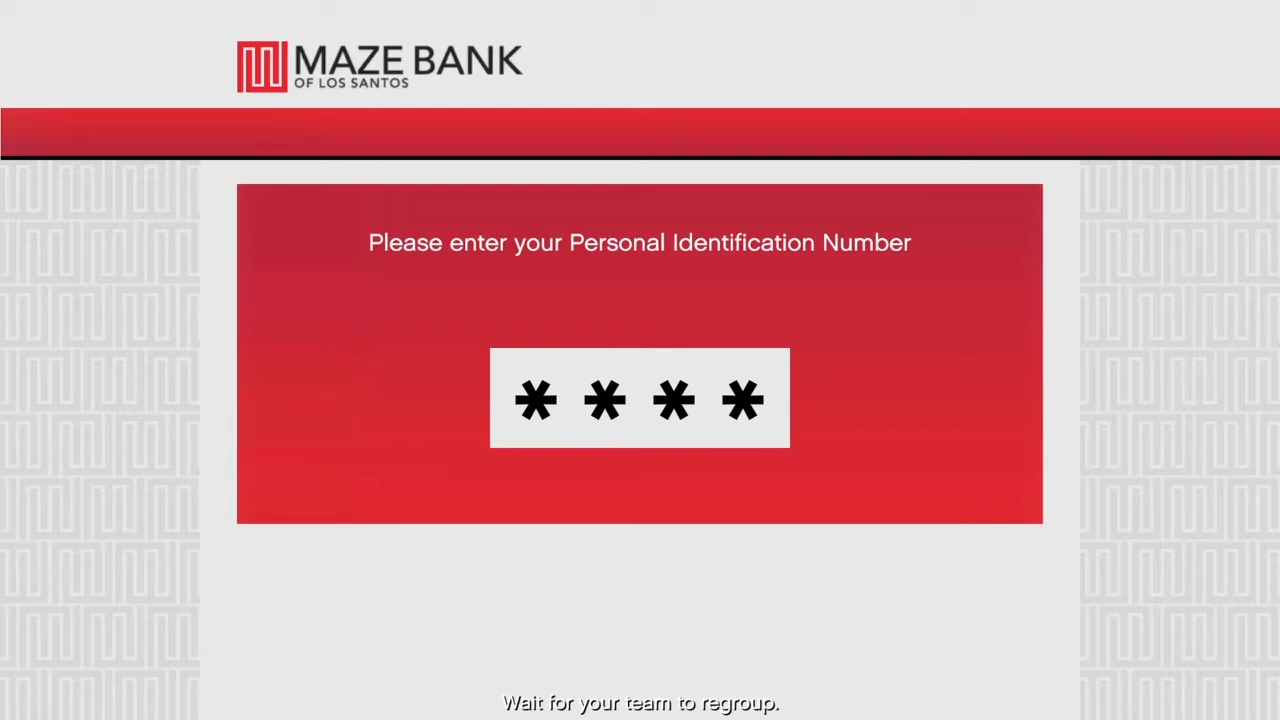 MAZE BANK
OF LOS SANTOS
Please enter your Personal Identification Number
* * * *
Wait for your team to regroup.